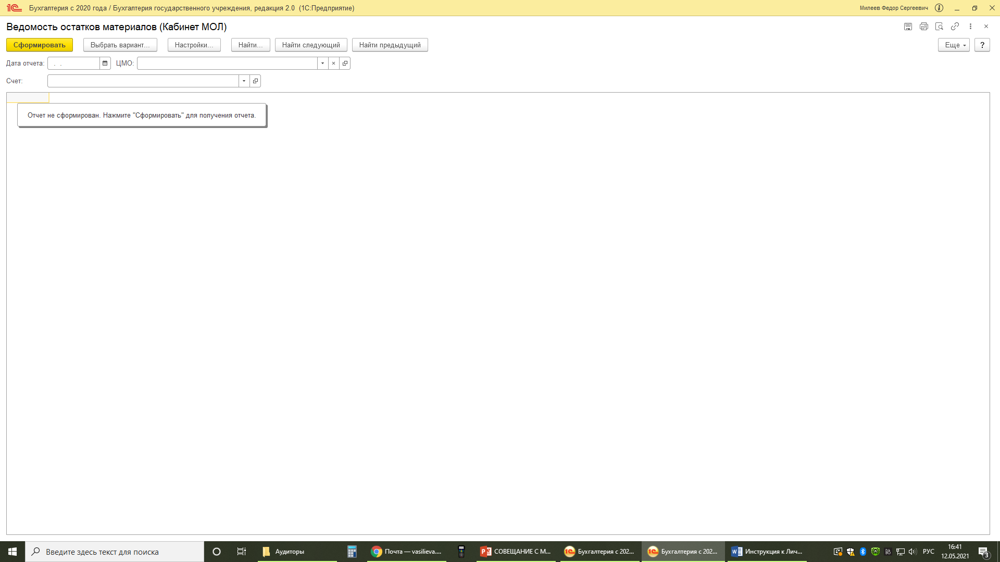 Бухгалтерия с 2020 года / Бухгалтерия государственного учреждения, редакция 2.0 (1С:Предприятие)
Милеев Федор Сергеевич
Ведомость остатков материалов (Кабинет МОЛ)
Сформировать
Выбрать вариант...
Настройки...
Найти...
Найти следующий
Найти предыдущий
Еще
?
Дата отчета: . .
ЦМО:
Счет:
Отчет не сформирован. Нажмите "Сформировать" для получения отчета.
Введите здесь текст для поиска
Аудиторы
Почта — vasilieva....
СОВЕЩАНИЕ С М...
Бухгалтерия с 202...
Бухгалтерия с 202...
Инструкция к Лич...
РУС
16:41
12.05.2021
3